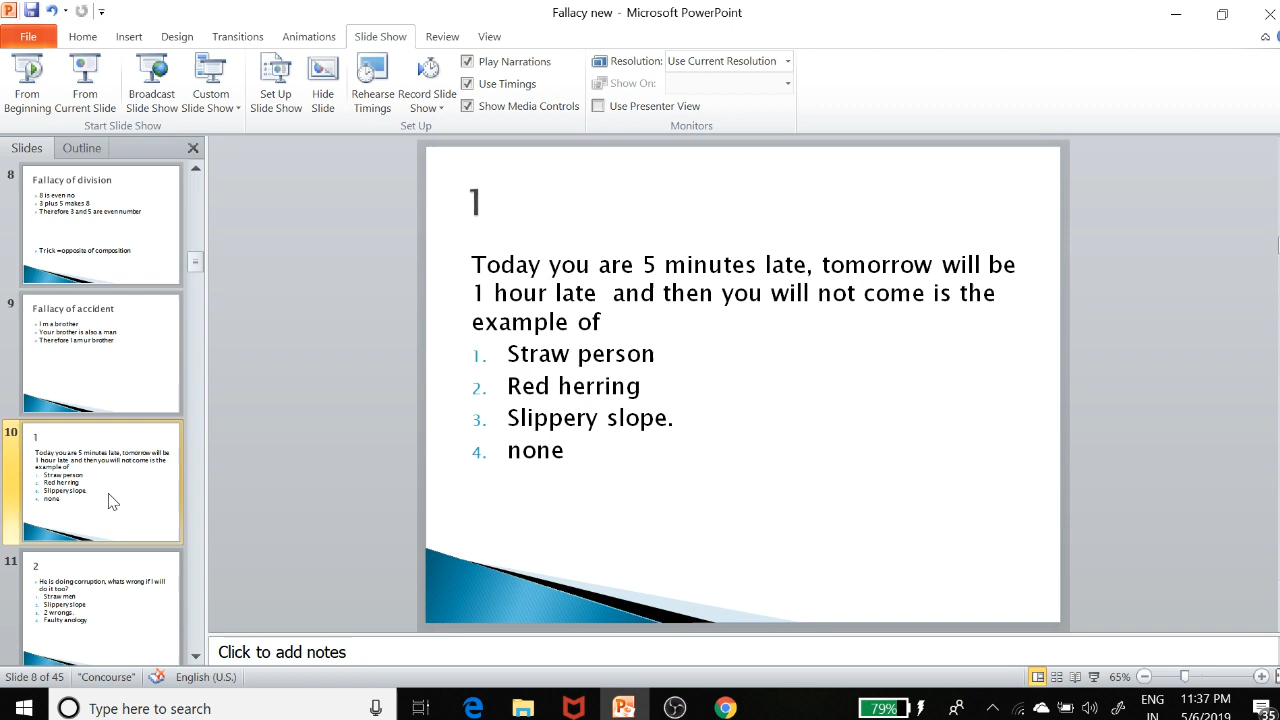 Fallacy new - Microsoft PowerPoint
File Home Insert Design Transitions Animations Slide Show Review View
From Beginning
From Current Slide
Broadcast Slide Show
Custom Slide Show
Start Slide Show
Set Up Slide Show
Hide Slide
Rehearse Timings
Record Slide Show
Play Narrations
Use Timings
Show Media Controls
Set Up
Resolution: Use Current Resolution
Show On:
Use Presenter View
Monitors
Slides Outline
8
Fallacy of division
8 is even no
3 plus 5 makes 8
Therefore 3 and 5 are even number
Trick =opposite of composition
9
Fallacy of accident
I m a brother
Your brother is also a man
Therefore I am ur brother
10
1
Today you are 5 minutes late, tomorrow will be
1 hour late and then you will not come is the
example of
1. Straw person
2. Red herring
3. Slippery slope.
4. none
11
2
He is doing corruption, whats wrong if I will
do it too?
1. Straw men
2. Slippery slope
3. 2 wrongs.
4. Faulty anology
1
Today you are 5 minutes late, tomorrow will be
1 hour late and then you will not come is the
example of
1. Straw person
2. Red herring
3. Slippery slope.
4. none
Click to add notes
Slide 8 of 45 "Concourse" English (U.S.) 65%
Type here to search
79%
ENG
IN
11:37 PM
5/6/2019